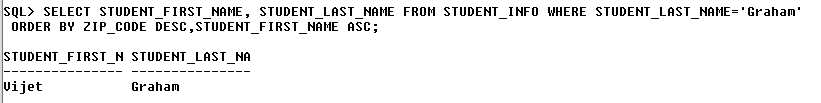 SQL> SELECT STUDENT_FIRST_NAME, STUDENT_LAST_NAME FROM STUDENT_INFO WHERE STUDENT_LAST_NAME='Graham'
ORDER BY ZIP_CODE DESC,STUDENT_FIRST_NAME ASC;
STUDENT_FIRST_N STUDENT_LAST_NA
--------------- ---------------
Vijet Graham